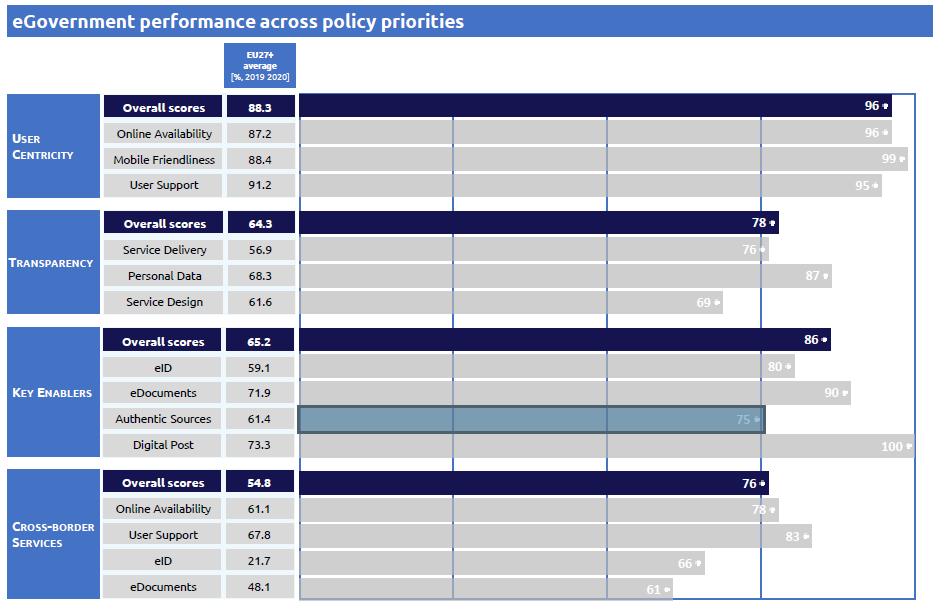 eGovernment performance across policy priorities
EU27+
average
[%, 2019 2020]
USER
CENTRICITY
Overall scores 88.3 96
Online Availability 87.2 96
Mobile Friendliness 88.4 99
User Support 91.2 95
TRANSPARENCY
Overall scores 64.3 78
Service Delivery 56.9 76
Personal Data 68.3 87
Service Design 61.6 69
KEY ENABLERS
Overall scores 65.2 86
eID 59.1 80
eDocuments 71.9 90
Authentic Sources 61.4 75
Digital Post 73.3 100
CROSS-BORDER
SERVICES
Overall scores 54.8 76
Online Availability 61.1 78
User Support 67.8 83
eID 21.7 66
eDocuments 48.1 61